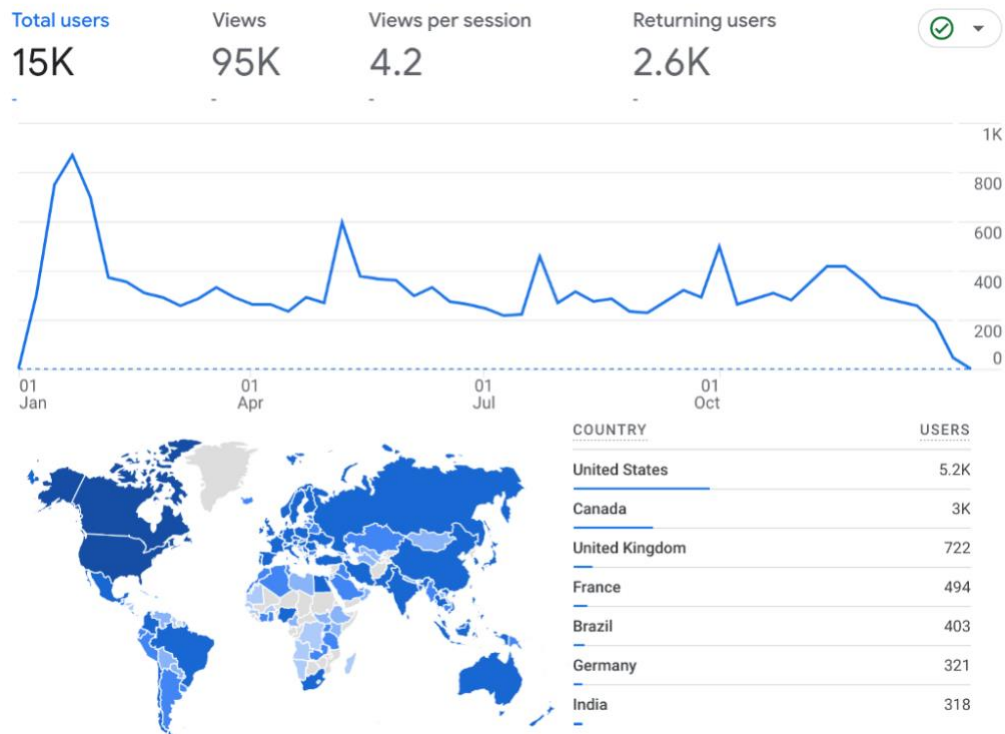 Total users Views Views per session Returning users
15K 95K 4.2 2.6K
- - - -
1K
800
600
400
200
0
01 01 01 01
Jan Apr Jul Oct
COUNTRY USERS
United States 5.2K
Canada 3K
United Kingdom 722
France 494
Brazil 403
Germany 321
India 318